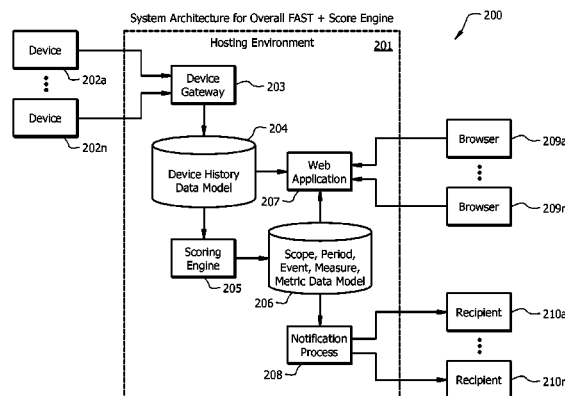 System Architecture for Overall FAST + Score Engine
200
Hosting Environment
201
Device
202a
Device
202n
Device
Gateway
203
204
Device History
Data Model
Web
Application
207
Browser
209a
Browser
209n
Scoring
Engine
205
Scope, Period,
Event, Measure,
Metric Data Model
206
Notification
Process
208
Recipient
210a
Recipient
210n